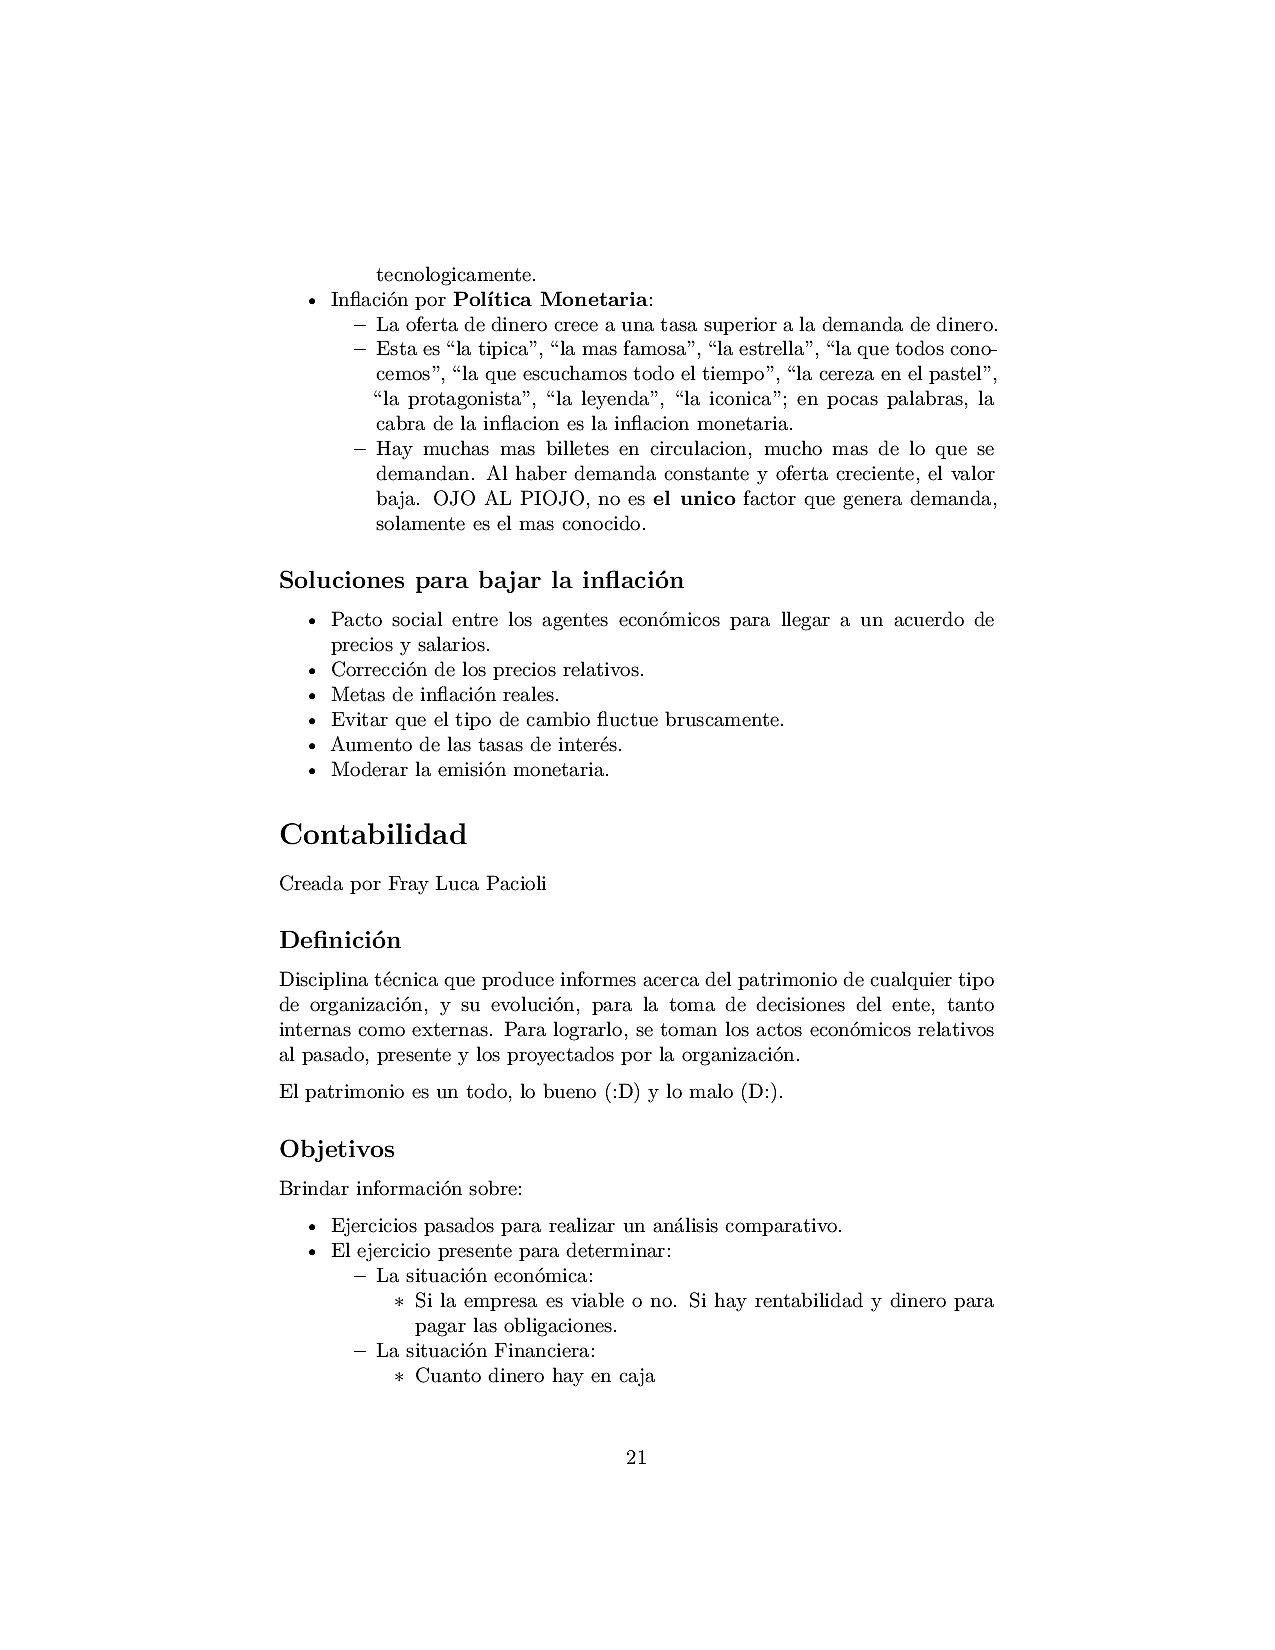 tecnologicamente.
• Inflación por Política Monetaria:
– La oferta de dinero crece a una tasa superior a la demanda de dinero.
– Esta es “la tipica”, “la mas famosa”, “la estrella”, “la que todos cono-
cemos”, “la que escuchamos todo el tiempo”, “la cereza en el pastel”,
“la protagonista”, “la leyenda”, “la iconica”; en pocas palabras, la
cabra de la inflacion es la inflacion monetaria.
– Hay muchas mas billetes en circulacion, mucho mas de lo que se
demandan. Al haber demanda constante y oferta creciente, el valor
baja. OJO AL PIOJO, no es el unico factor que genera demanda,
solamente es el mas conocido.
Soluciones para bajar la inflación
• Pacto social entre los agentes económicos para llegar a un acuerdo de
precios y salarios.
• Corrección de los precios relativos.
• Metas de inflación reales.
• Evitar que el tipo de cambio fluctue bruscamente.
• Aumento de las tasas de interés.
• Moderar la emisión monetaria.
Contabilidad
Creada por Fray Luca Pacioli
Definición
Disciplina técnica que produce informes acerca del patrimonio de cualquier tipo
de organización, y su evolución, para la toma de decisiones del ente, tanto
internas como externas. Para lograrlo, se toman los actos económicos relativos
al pasado, presente y los proyectados por la organización.
El patrimonio es un todo, lo bueno (:D) y lo malo (D:).
Objetivos
Brindar información sobre:
• Ejercicios pasados para realizar un análisis comparativo.
• El ejercicio presente para determinar:
– La situación económica:
∗ Si la empresa es viable o no. Si hay rentabilidad y dinero para
pagar las obligaciones.
– La situación Financiera:
∗ Cuanto dinero hay en caja
21